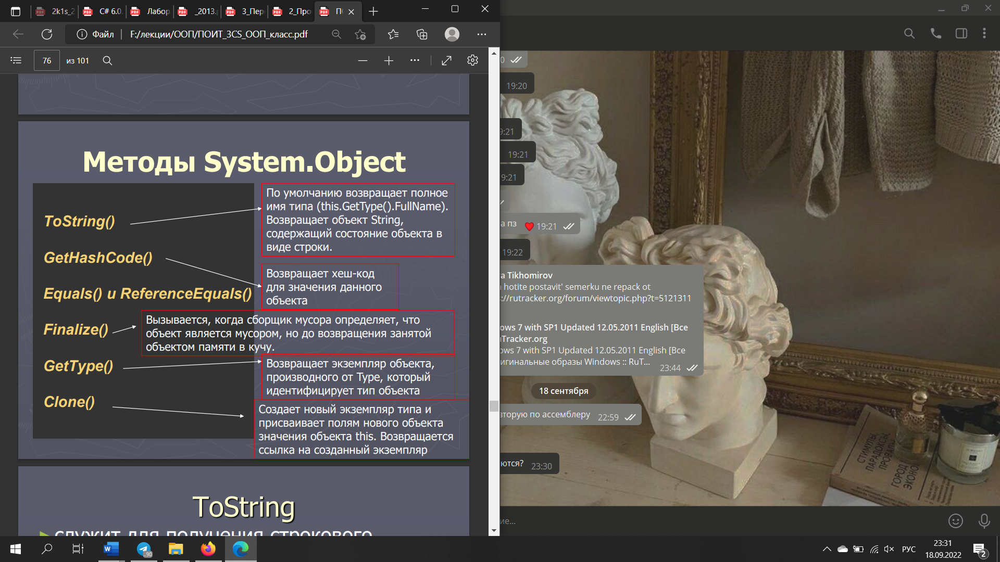 2k1s_2
C# 6.0.
Лабор
_2013.
3_Пер
2_Про
Файл
F:/лекции/ООП/ПОИТ_3CS_ООП_класс.pdf
76
из 101
Методы System.Object
ToString()
По умолчанию возвращает полное
имя типа (this.GetType().FullName).
Возвращает объект String,
содержащий состояние объекта в
виде строки.
GetHashCode()
Возвращает хеш-код
для значения данного
объекта
Equals() и ReferenceEquals()
Finalize()
Вызывается, когда сборщик мусора определяет, что
объект является мусором, но до возвращения занятой
объектом памяти в кучу.
GetType()
Возвращает экземпляр объекта,
производного от Type, который
идентифицирует тип объекта
Clone()
Создает новый экземпляр типа и
присваивает полям нового объекта
значения объекта this. Возвращается
ссылка на созданный экземпляр
ToString
служит для получения строкового
0
19:20
9:21
19:21
9:21
а пз 19:21
19:22
Tikhomirov
hotite postavit' semerku ne repack ot
://rutracker.org/forum/viewtopic.php?t=5121311
ows 7 with SP1 Updated 12.05.2011 English [Все
Tracker.org
ows 7 with SP1 Updated 12.05.2011 English [Все
игинальные образы Windows :: RuT...
23:44
18 сентября
вторую по ассемблеру 22:59
ются? 23:30
СТИМУЛЫ,
ПАРАДОКСЫ,
ПРОВАЛЫ
ГОРОД
ЭКОНО
ие...
90
РУС
23:31
18.09.2022
2